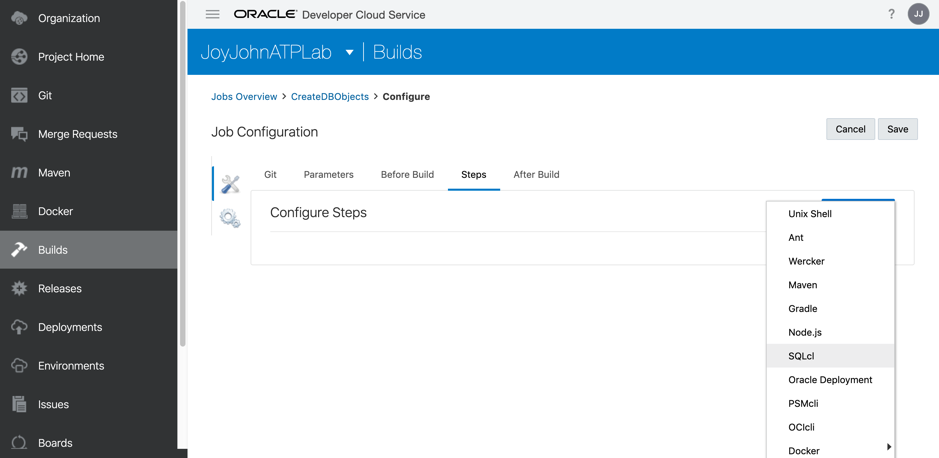 Organization
Project Home
Git
Merge Requests
Maven
Docker
Builds
Releases
Deployments
Environments
Issues
Boards
ORACLE® Developer Cloud Service
? JJ
JoyJohnATPLab | Builds
Jobs Overview > CreateDBObjects > Configure
Job Configuration
Cancel Save
Git Parameters Before Build Steps After Build
Configure Steps
Unix Shell
Ant
Wercker
Maven
Gradle
Node.js
SQLcl
Oracle Deployment
PSMcli
OCIcli
Docker